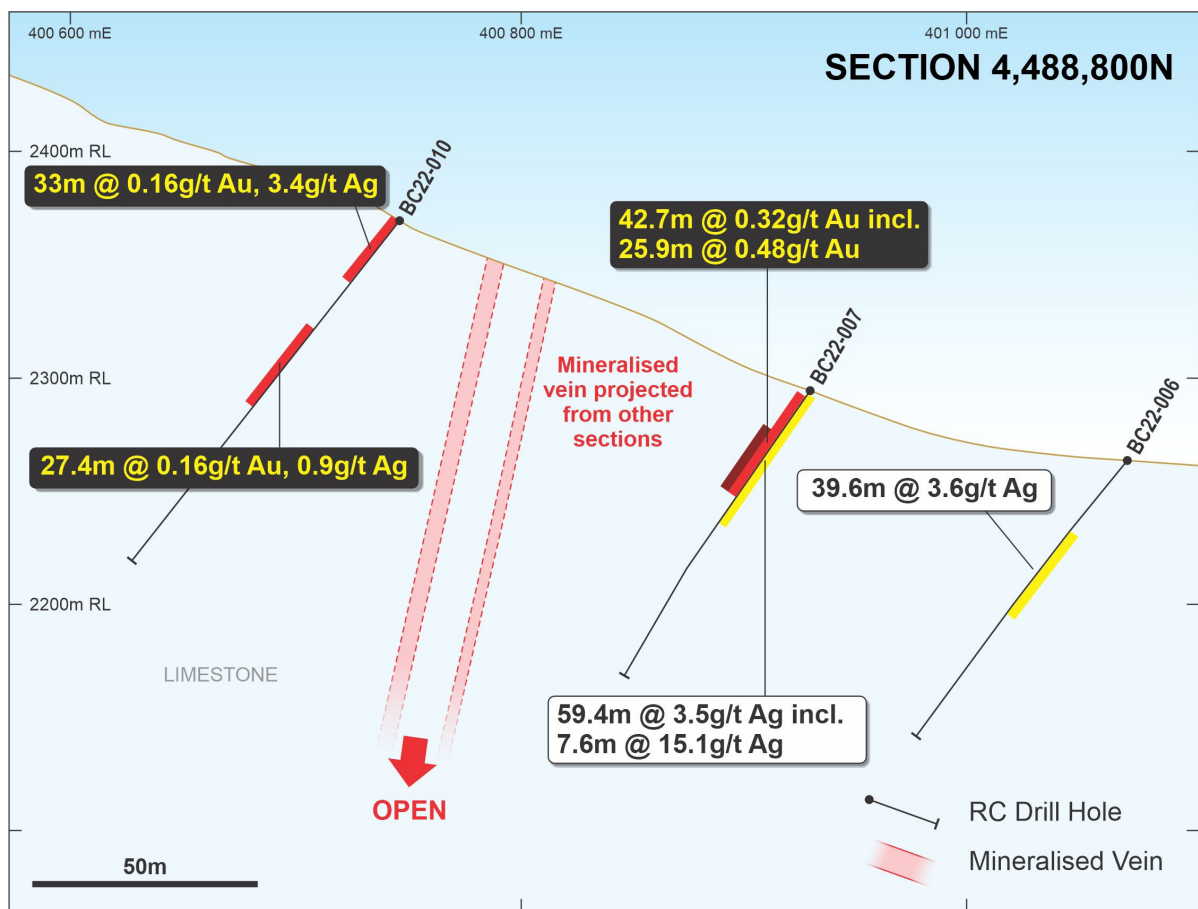 400 600 mE
400 800 mE
401 000 mE
SECTION 4,488,800N
2400m RL
BC22-010
33m @ 0.16g/t Au, 3.4g/t Ag
42.7m @ 0.32g/t Au incl.
25.9m @ 0.48g/t Au
BC22-007
2300m RL
Mineralised
vein projected
from other
sections
BC22-006
27.4m @ 0.16g/t Au, 0.9g/t Ag
39.6m @ 3.6g/t Ag
2200m RL
LIMESTONE
59.4m @ 3.5g/t Ag incl.
7.6m @ 15.1g/t Ag
OPEN
RC Drill Hole
Mineralised Vein
50m